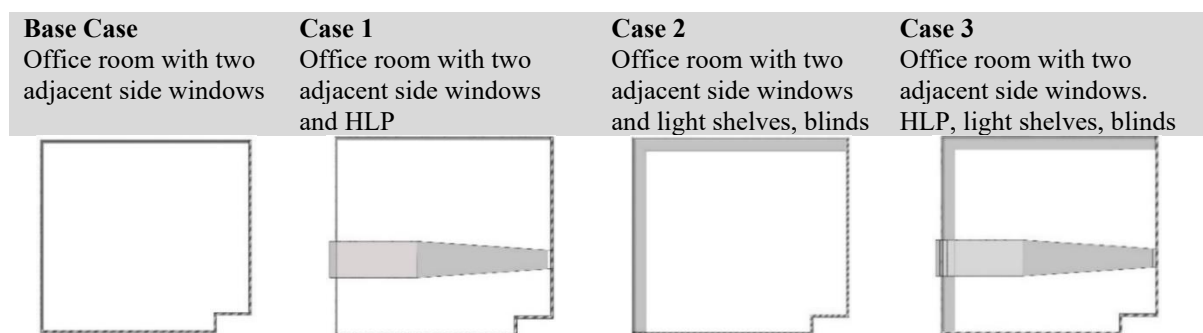 Base Case
Office room with two
adjacent side windows
Case 1
Office room with two
adjacent side windows
and HLP
Case 2
Office room with two
adjacent side windows
and light shelves, blinds
Case 3
Office room with two
adjacent side windows.
HLP, light shelves, blinds